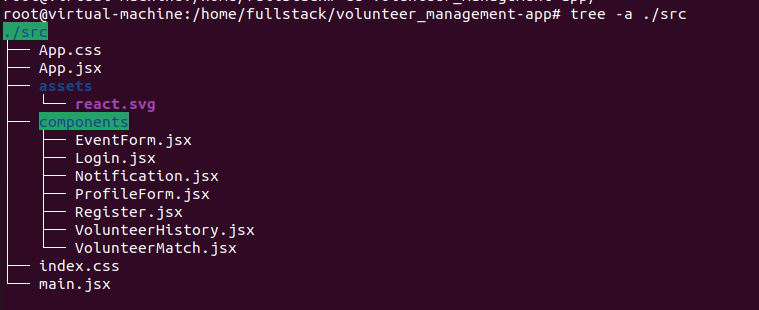 root@virtual-machine:/home/fullstack/volunteer_management-app# tree -a ./src
./src
├── App.css
├── App.jsx
├── assets
│   └── react.svg
├── components
│   ├── EventForm.jsx
│   ├── Login.jsx
│   ├── Notification.jsx
│   ├── ProfileForm.jsx
│   ├── Register.jsx
│   ├── VolunteerHistory.jsx
│   └── VolunteerMatch.jsx
├── index.css
└── main.jsx